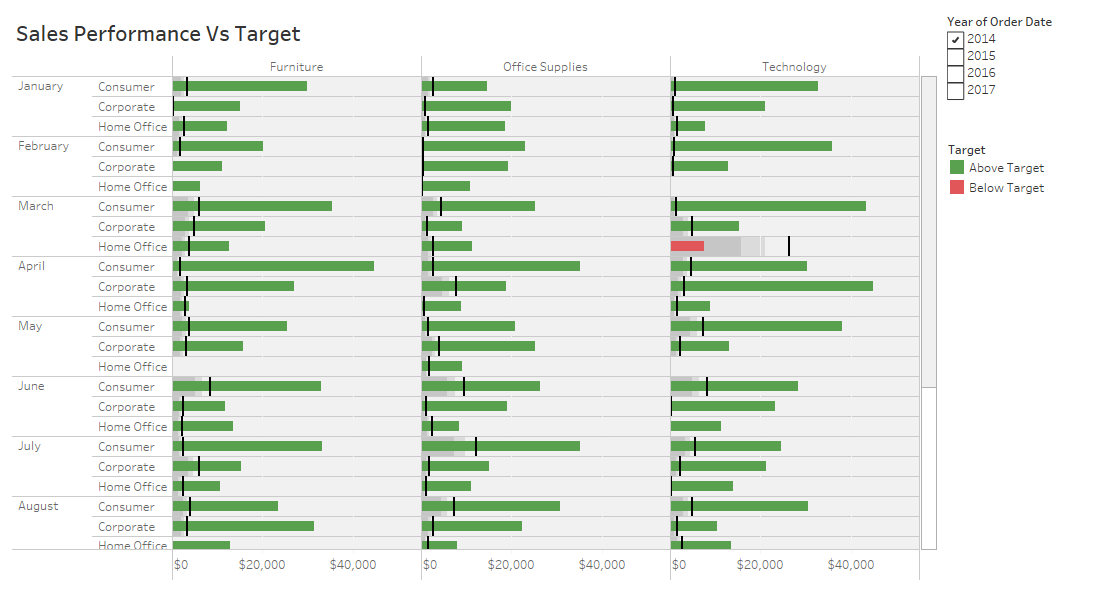 Sales Performance Vs Target
Furniture Office Supplies Technology
January Consumer
Corporate
Home Office
February Consumer
Corporate
Home Office
March Consumer
Corporate
Home Office
April Consumer
Corporate
Home Office
May Consumer
Corporate
Home Office
June Consumer
Corporate
Home Office
July Consumer
Corporate
Home Office
August Consumer
Corporate
Home Office
$0 $20,000 $40,000 $0 $20,000 $40,000 $0 $20,000 $40,000
Year of Order Date
2014
2015
2016
2017
Target
Above Target
Below Target